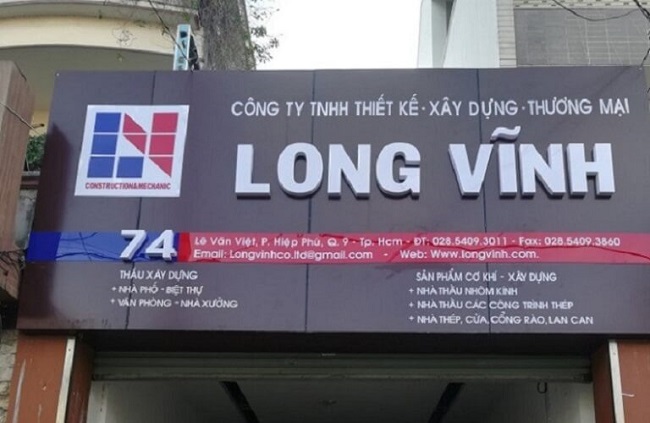 CÔNG TY TNHH THIẾT KẾ · XÂY DỰNG · THƯƠNG MẠI
LONG VĨNH
CONSTRUCTION&MECHANIC
74 Lê Văn Việt, P. Hiệp Phú, Q. 9 - Tp. Hcm - ĐT: 028.5409.3011 - Fax: 028.5409.3860
Email: Longvinhco.ltd@gmail.com - Web: Www.longvinh.com.
THẦU XÂY DỰNG
+ NHÀ PHỐ - BIỆT THỰ
+ VĂN PHÒNG - NHÀ XƯỞNG
SẢN PHẨM CƠ KHÍ - XÂY DỰNG
+ NHÀ THẦU NHÔM KÍNH
+ NHÀ THẦU CÁC CÔNG TRÌNH THÉP
+ NHÀ THÉP, CỬA, CỔNG RÀO, LAN CAN